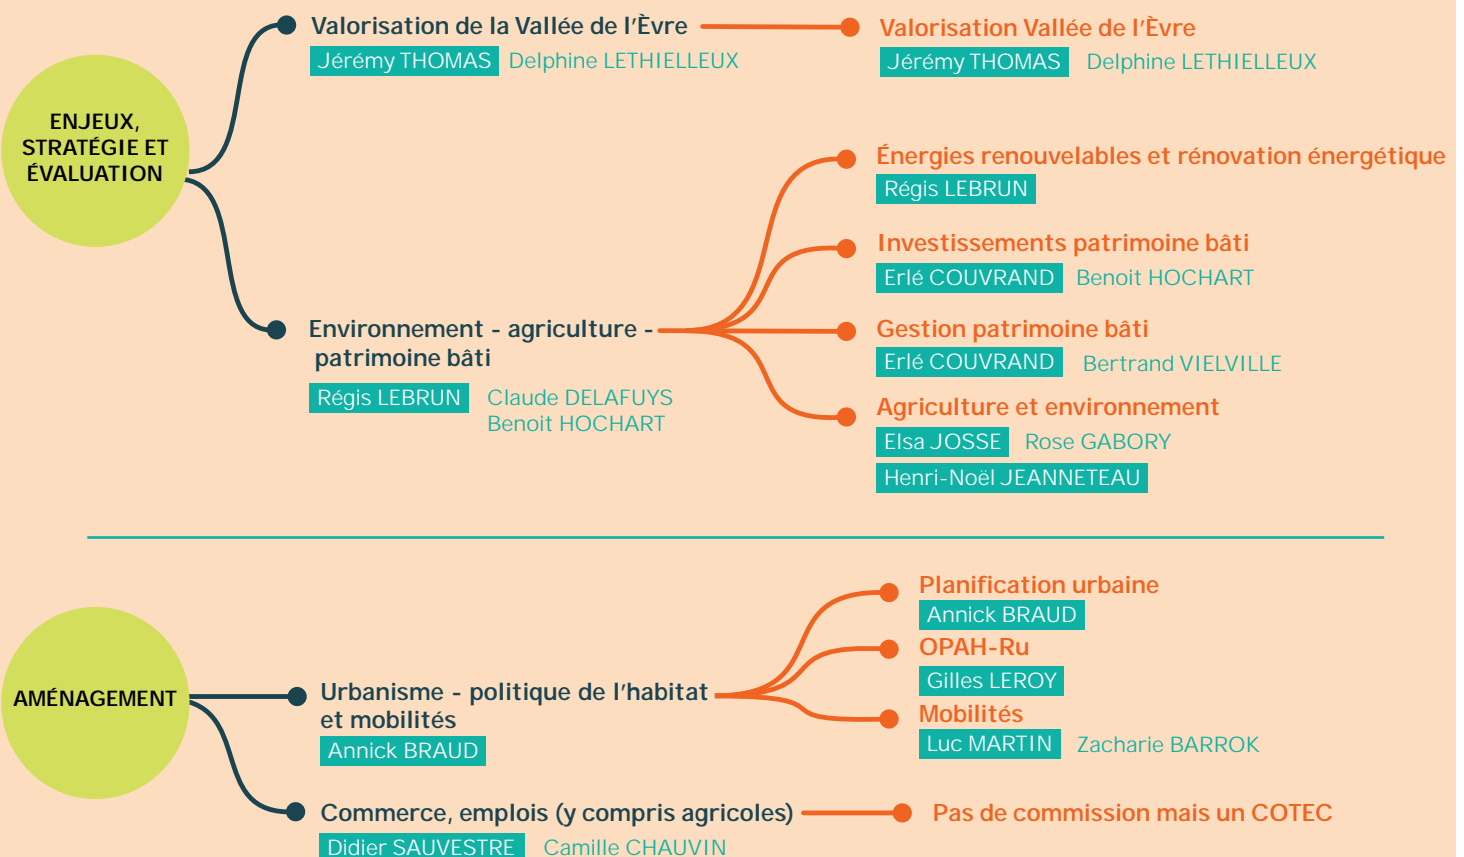 ENJEUX,
STRATÉGIE ET
ÉVALUATION
Valorisation de la Vallée de l'Èvre
Jérémy THOMAS Delphine LETHIELLEUX
Valorisation Vallée de l'Èvre
Jérémy THOMAS Delphine LETHIELLEUX
Environnement - agriculture -
patrimoine bâti
Régis LEBRUN Claude DELAFUYS
Benoit HOCHART
Énergies renouvelables et rénovation énergétique
Régis LEBRUN
Investissements patrimoine bâti
Erlé COUVRAND Benoit HOCHART
Gestion patrimoine bâti
Erlé COUVRAND Bertrand VIELVILLE
Agriculture et environnement
Elsa JOSSE Rose GABORY
Henri-Noël JEANNETEAU
AMÉNAGEMENT
Urbanisme - politique de l'habitat
et mobilités
Annick BRAUD
Planification urbaine
Annick BRAUD
OPAH-Ru
Gilles LEROY
Mobilités
Luc MARTIN Zacharie BARROK
Commerce, emplois (y compris agricoles)
Didier SAUVESTRE Camille CHAUVIN
Pas de commission mais un COTEC